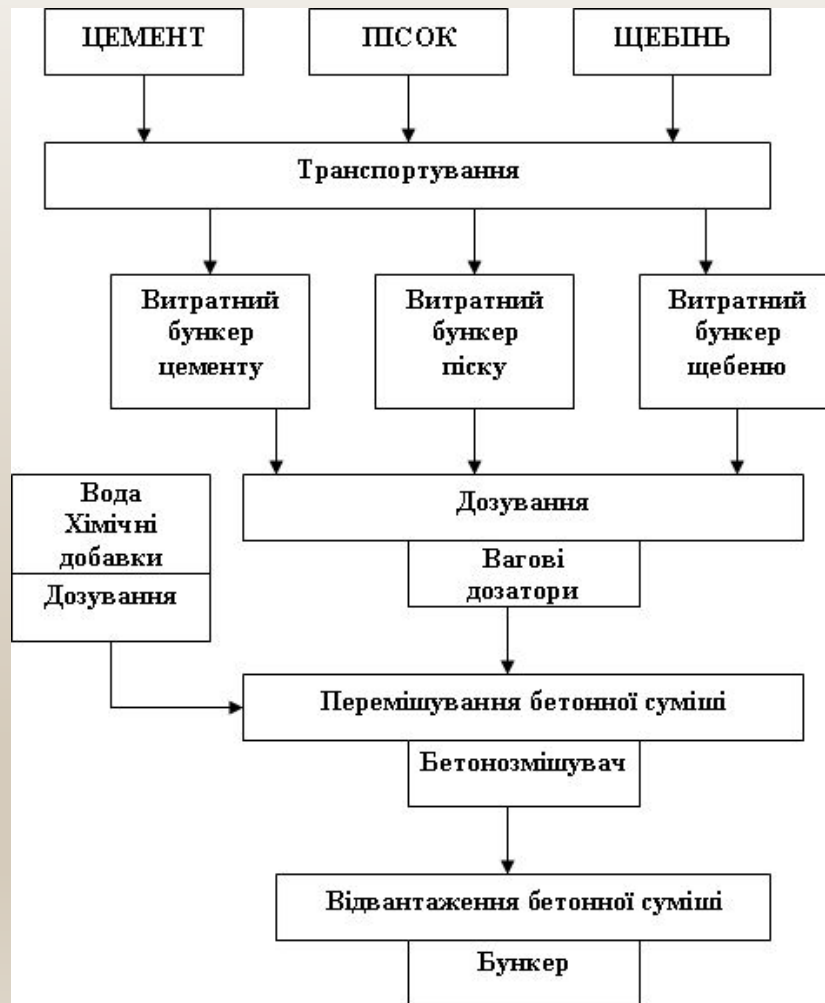 ЦЕМЕНТ
ПІСОК
ЩЕБІНЬ
Транспортування
Витратний
бункер
цементу
Витратний
бункер
піску
Витратний
бункер
щебеню
Вода
Хімічні
добавки
Дозування
Дозування
Вагові
дозатори
Перемішування бетонної суміші
Бетонозмішувач
Відвантаження бетонної суміші
Бункер